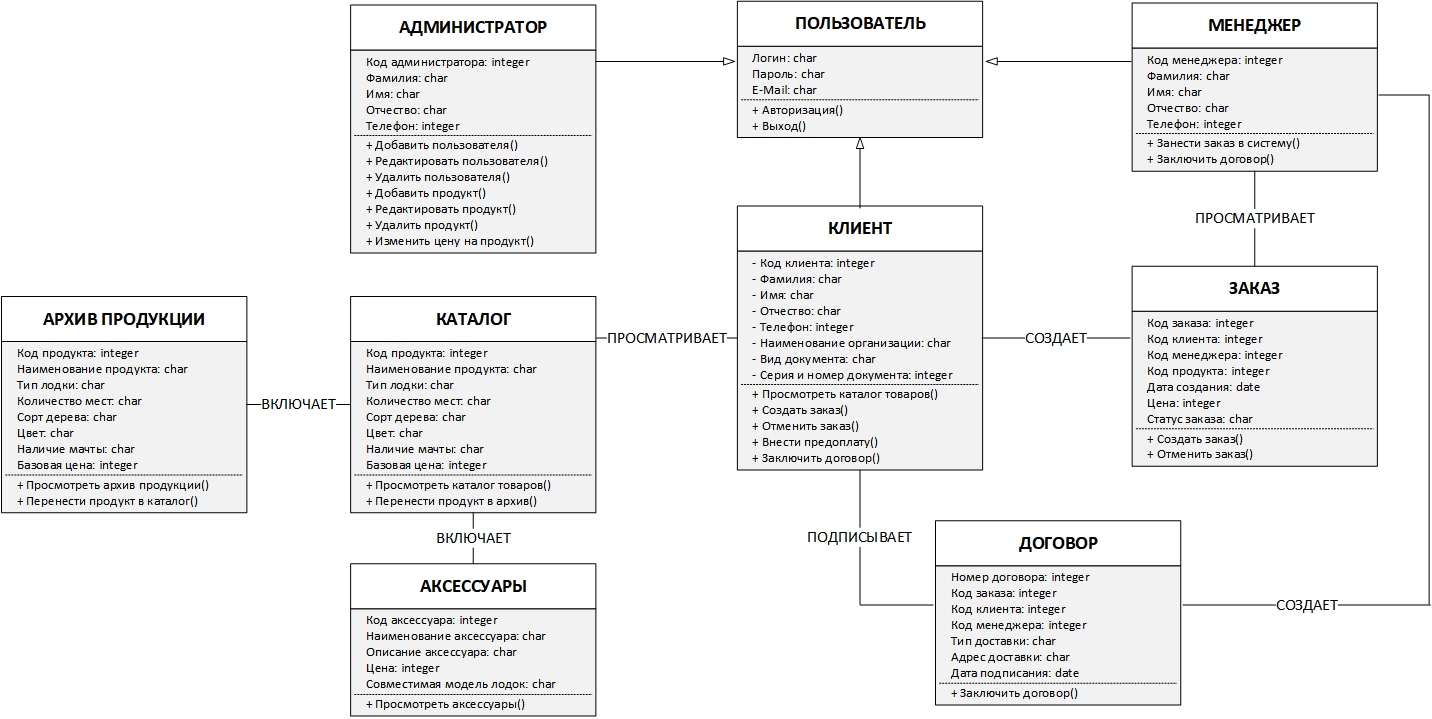 АДМИНИСТРАТОР
Код администратора: integer
Фамилия: char
Имя: char
Отчество: char
Телефон: integer
+ Добавить пользователя()
+ Редактировать пользователя()
+ Удалить пользователя()
+ Добавить продукт()
+ Редактировать продукт()
+ Удалить продукт()
+ Изменить цену на продукт()
ПОЛЬЗОВАТЕЛЬ
Логин: char
Пароль: char
E-Mail: char
+ Авторизация()
+ Выход()
МЕНЕДЖЕР
Код менеджера: integer
Фамилия: char
Имя: char
Отчество: char
Телефон: integer
+ Занести заказ в систему()
+ Заключить договор()
ПРОСМАТРИВАЕТ
АРХИВ ПРОДУКЦИИ
Код продукта: integer
Наименование продукта: char
Тип лодки: char
Количество мест: char
Сорт дерева: char
Цвет: char
Наличие мачты: char
Базовая цена: integer
+ Просмотреть архив продукции()
+ Перенести продукт в каталог()
ВКЛЮЧАЕТ
КАТАЛОГ
Код продукта: integer
Наименование продукта: char
Тип лодки: char
Количество мест: char
Сорт дерева: char
Цвет: char
Наличие мачты: char
Базовая цена: integer
+ Просмотреть каталог товаров()
+ Перенести продукт в архив()
ПРОСМАТРИВАЕТ
КЛИЕНТ
- Код клиента: integer
- Фамилия: char
- Имя: char
- Отчество: char
- Телефон: integer
- Наименование организации: char
- Вид документа: char
- Серия и номер документа: integer
+ Просмотреть каталог товаров()
+ Создать заказ()
+ Отменить заказ()
+ Внести предоплату()
+ Заключить договор()
СОЗДАЕТ
ЗАКАЗ
Код заказа: integer
Код клиента: integer
Код менеджера: integer
Код продукта: integer
Дата создания: date
Цена: integer
Статус заказа: char
+ Создать заказ()
+ Отменить заказ()
ВКЛЮЧАЕТ
АКСЕССУАРЫ
Код аксессуара: integer
Наименование аксессуара: char
Описание аксессуара: char
Цена: integer
Совместимая модель лодок: char
+ Просмотреть аксессуары()
ПОДПИСЫВАЕТ
ДОГОВОР
Номер договора: integer
Код заказа: integer
Код клиента: integer
Код менеджера: integer
Тип доставки: char
Адрес доставки: char
Дата подписания: date
+ Заключить договор()
СОЗДАЕТ